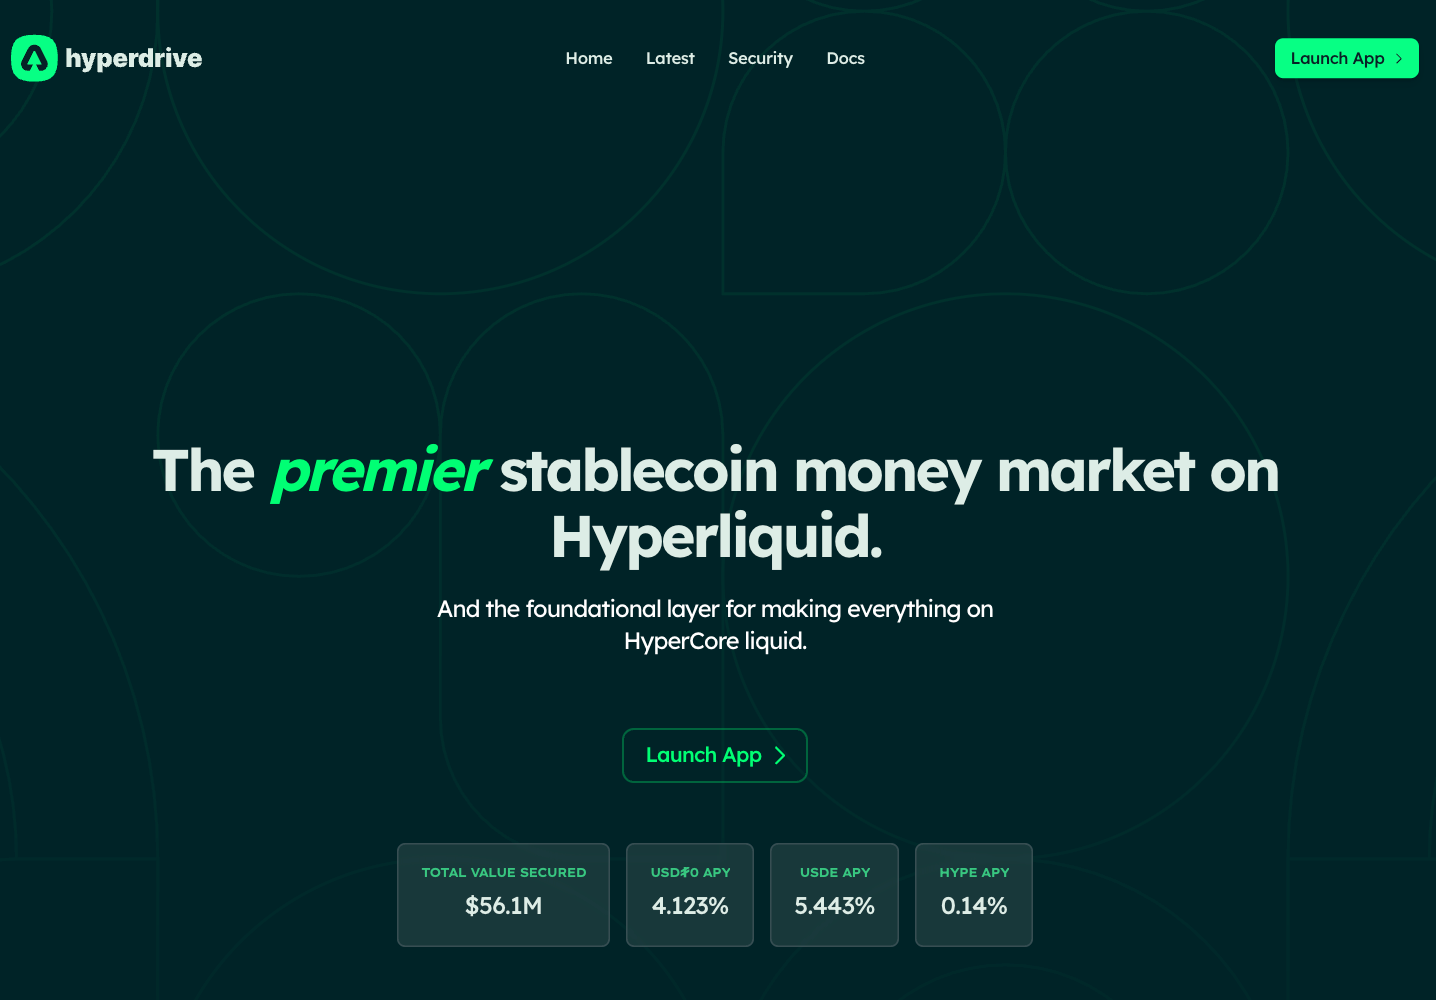 hyperdrive
Home Latest Security Docs
Launch App
The premier stablecoin money market on
Hyperliquid.
And the foundational layer for making everything on
HyperCore liquid.
Launch App
TOTAL VALUE SECURED
$56.1M
USD₮0 APY
4.123%
USDE APY
5.443%
HYPE APY
0.14%